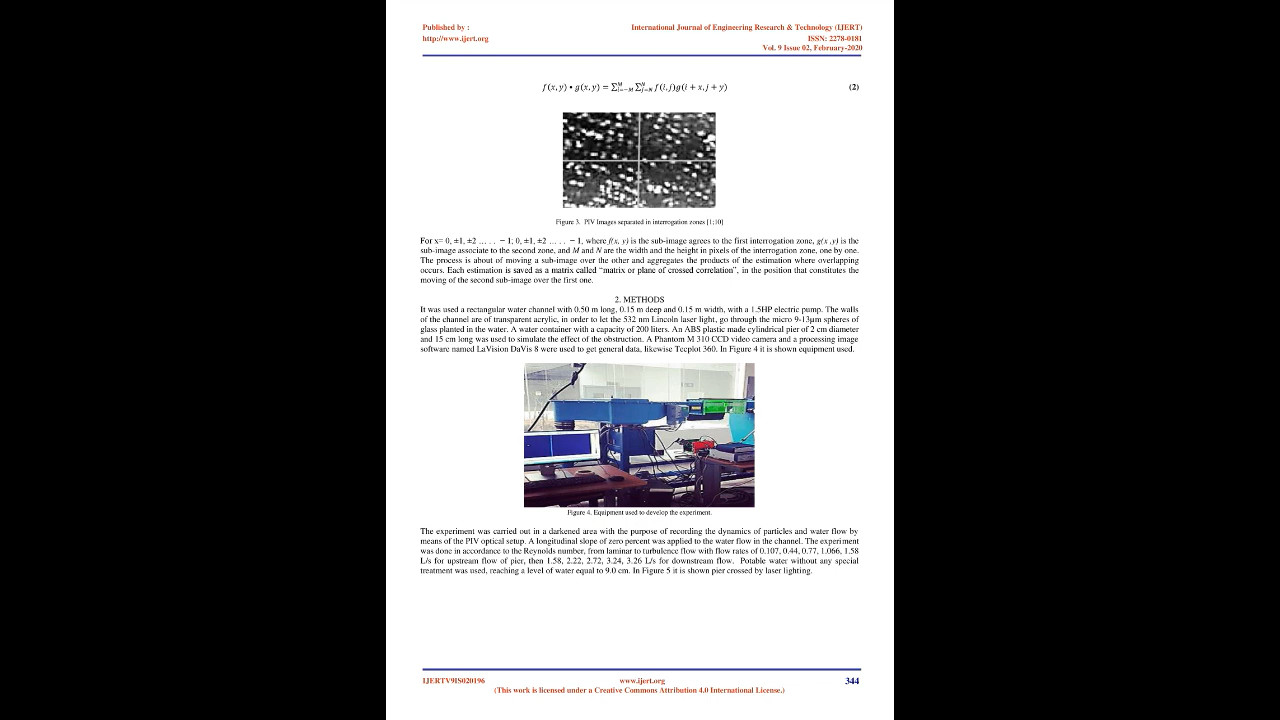 Published by :
International Journal of Engineering Research & Technology (IJERT)
http://www.ijert.org
ISSN: 2278-0181
Vol. 9 Issue 02, February-2020
f(x, y) • g(x, y) = ∑ᴹᵢ₌₋ᴹ ∑ᴺⱼ₌ᴺ f(i, j)g(i + x, j + y) (2)
Figure 3. PIV Images separated in interrogation zones [1;10]
For x= 0, ±1, ±2 … . . − 1; 0, ±1, ±2 … . . − 1, where f(x, y) is the sub-image agrees to the first interrogation zone, g(x ,y) is the
sub-image associate to the second zone, and M and N are the width and the height in pixels of the interrogation zone, one by one.
The process is about of moving a sub-image over the other and aggregates the products of the estimation where overlapping
occurs. Each estimation is saved as a matrix called “matrix or plane of crossed correlation”, in the position that constitutes the
moving of the second sub-image over the first one.
2. METHODS
It was used a rectangular water channel with 0.50 m long, 0.15 m deep and 0.15 m width, with a 1.5HP electric pump. The walls
of the channel are of transparent acrylic, in order to let the 532 nm Lincoln laser light, go through the micro 9-13μm spheres of
glass planted in the water. A water container with a capacity of 200 liters. An ABS plastic made cylindrical pier of 2 cm diameter
and 15 cm long was used to simulate the effect of the obstruction. A Phantom M 310 CCD video camera and a processing image
software named LaVision DaVis 8 were used to get general data, likewise Tecplot 360. In Figure 4 it is shown equipment used.
Figure 4. Equipment used to develop the experiment.
The experiment was carried out in a darkened area with the purpose of recording the dynamics of particles and water flow by
means of the PIV optical setup. A longitudinal slope of zero percent was applied to the water flow in the channel. The experiment
was done in accordance to the Reynolds number, from laminar to turbulence flow with flow rates of 0.107, 0.44, 0.77, 1.066, 1.58
L/s for upstream flow of pier, then 1.58, 2.22, 2.72, 3.24, 3.26 L/s for downstream flow. Potable water without any special
treatment was used, reaching a level of water equal to 9.0 cm. In Figure 5 it is shown pier crossed by laser lighting.
IJERTV9IS020196
www.ijert.org
344
(This work is licensed under a Creative Commons Attribution 4.0 International License.)